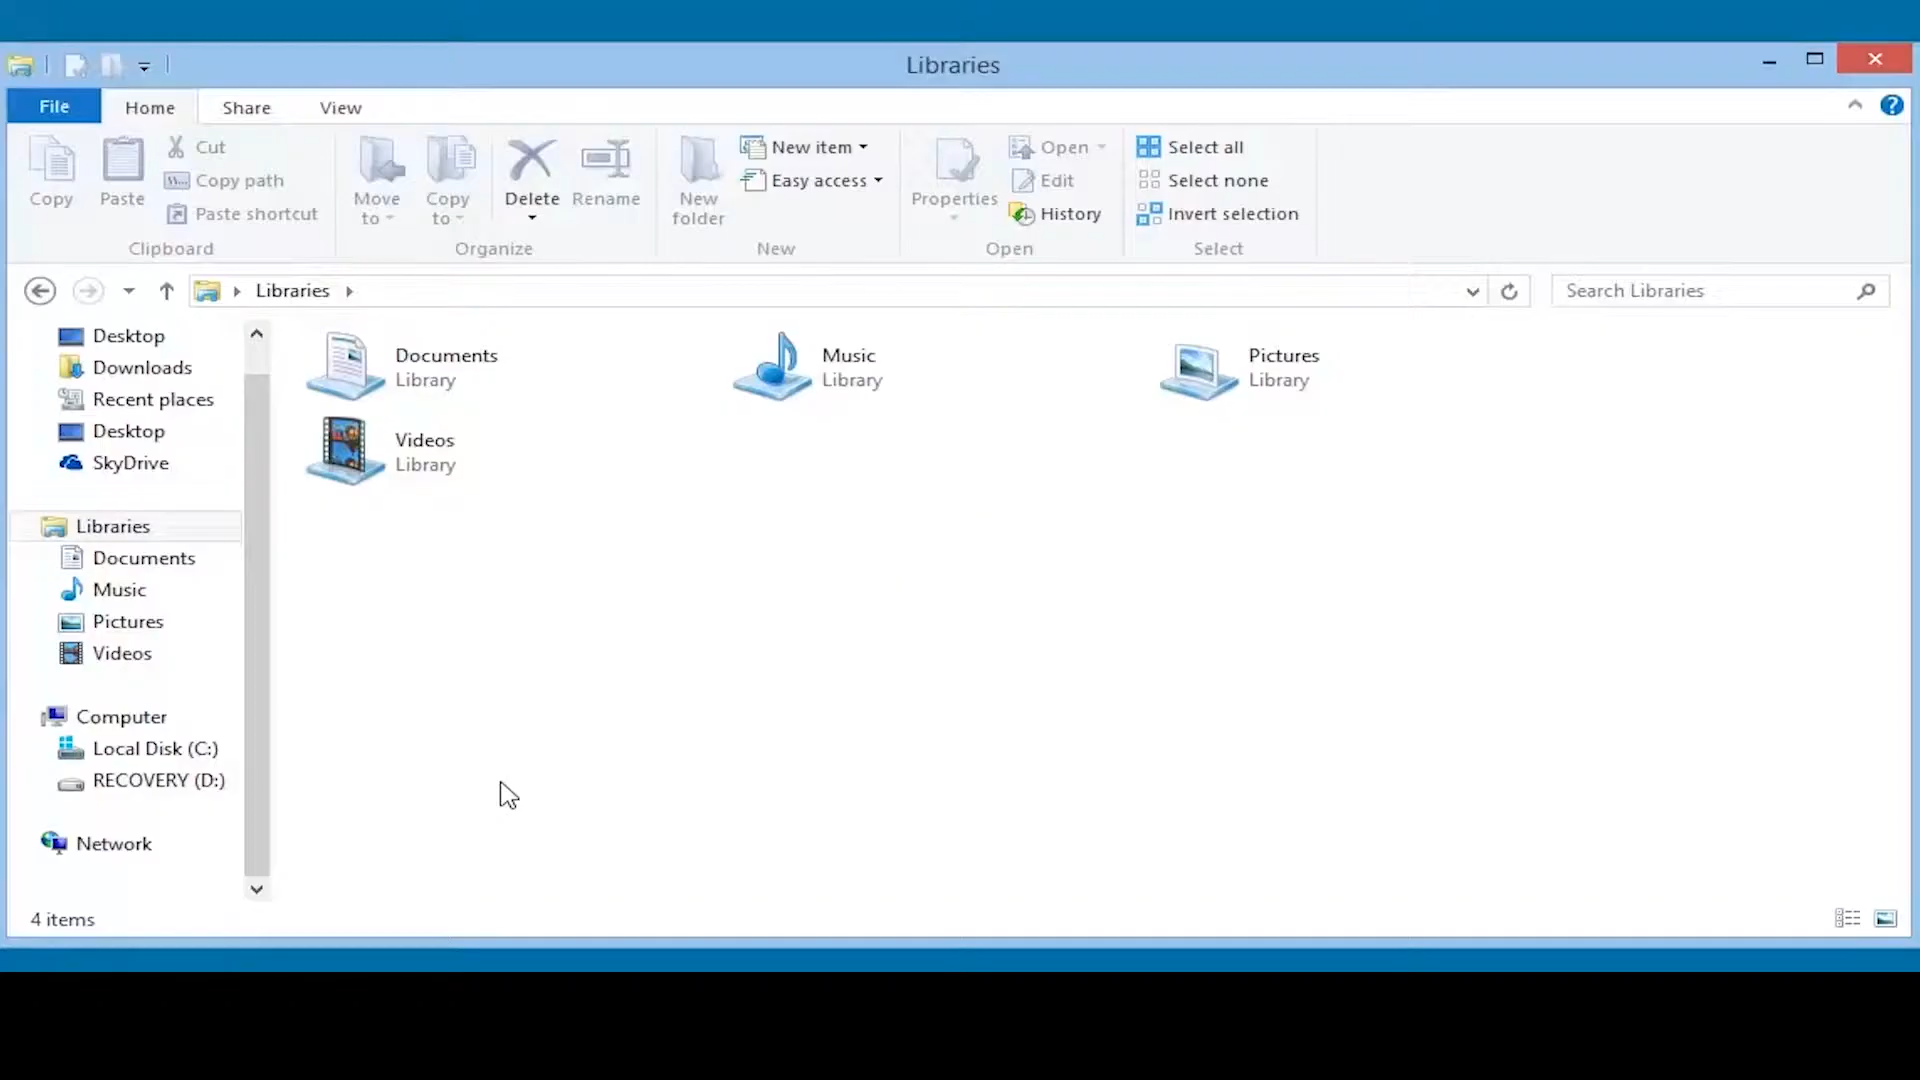 Libraries
File
Home
Share
View
Copy
Paste
Cut
Copy path
Paste shortcut
Clipboard
Move
to
Copy
to
Delete
Rename
Organize
New
folder
New item
Easy access
New
Properties
Open
Edit
History
Open
Select all
Select none
Invert selection
Select
Libraries
Search Libraries
Desktop
Downloads
Recent places
Desktop
SkyDrive
Libraries
Documents
Music
Pictures
Videos
Computer
Local Disk (C:)
RECOVERY (D:)
Network
Documents
Library
Music
Library
Pictures
Library
Videos
Library
4 items